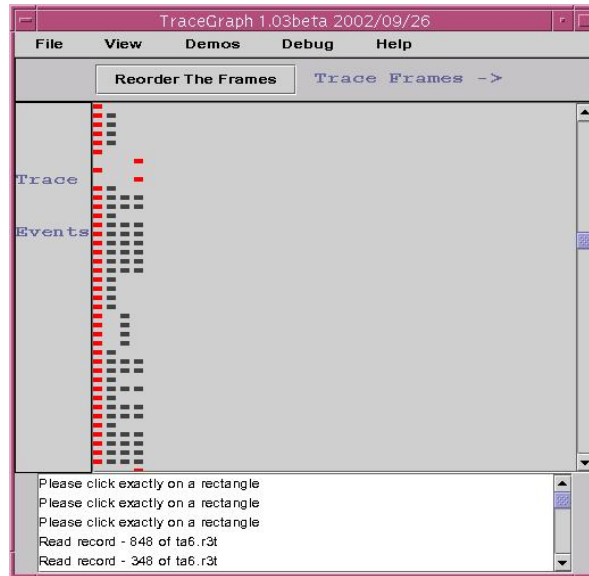 TraceGraph 1.03beta 2002/09/26
File View Demos Debug Help
Reorder The Frames Trace Frames ->
Trace
Events
Please click exactly on a rectangle
Please click exactly on a rectangle
Please click exactly on a rectangle
Read record - 848 of ta6.r3t
Read record - 348 of ta6.r3t